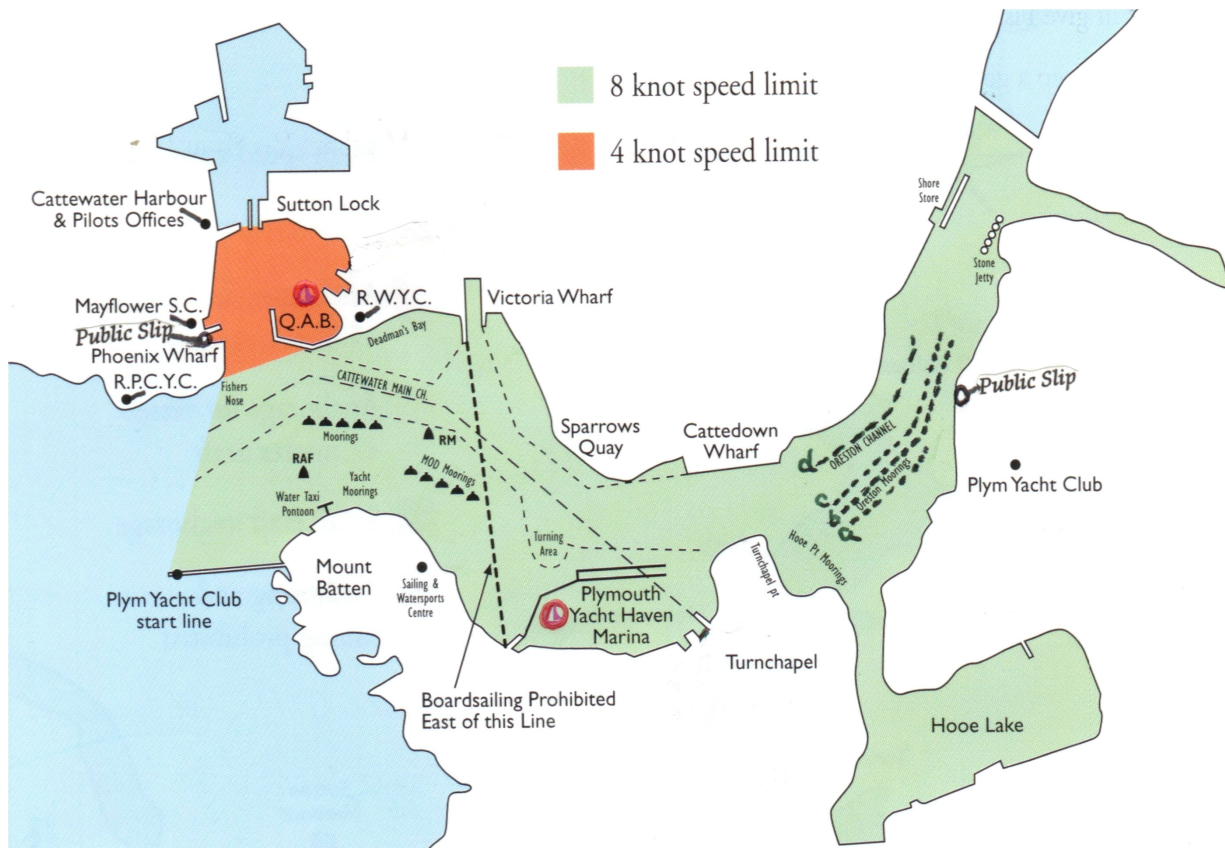 8 knot speed limit
4 knot speed limit
Cattewater Harbour
& Pilots Offices
Sutton Lock
Shore
Store
Stone
Jetty
Mayflower S.C.
Public Slip
Phoenix Wharf
R.P.C.Y.C.
Q.A.B.
R.W.Y.C.
Victoria Wharf
Deadman's Bay
Fishers
Nose
CATTEWATER MAIN CH.
Moorings
RM
MOD Moorings
RAF
Yacht
Moorings
Water Taxi
Pontoon
Sparrows
Quay
Cattedown
Wharf
Public Slip
d
ORESTON CHANNEL
c
b
a
Oreston Moorings
Plym Yacht Club
Hooe Pt Moorings
Turning
Area
Turnchapel pt
Mount
Batten
Sailing &
Watersports
Centre
Plym Yacht Club
start line
Plymouth
Yacht Haven
Marina
Turnchapel
Boardsailing Prohibited
East of this Line
Hooe Lake